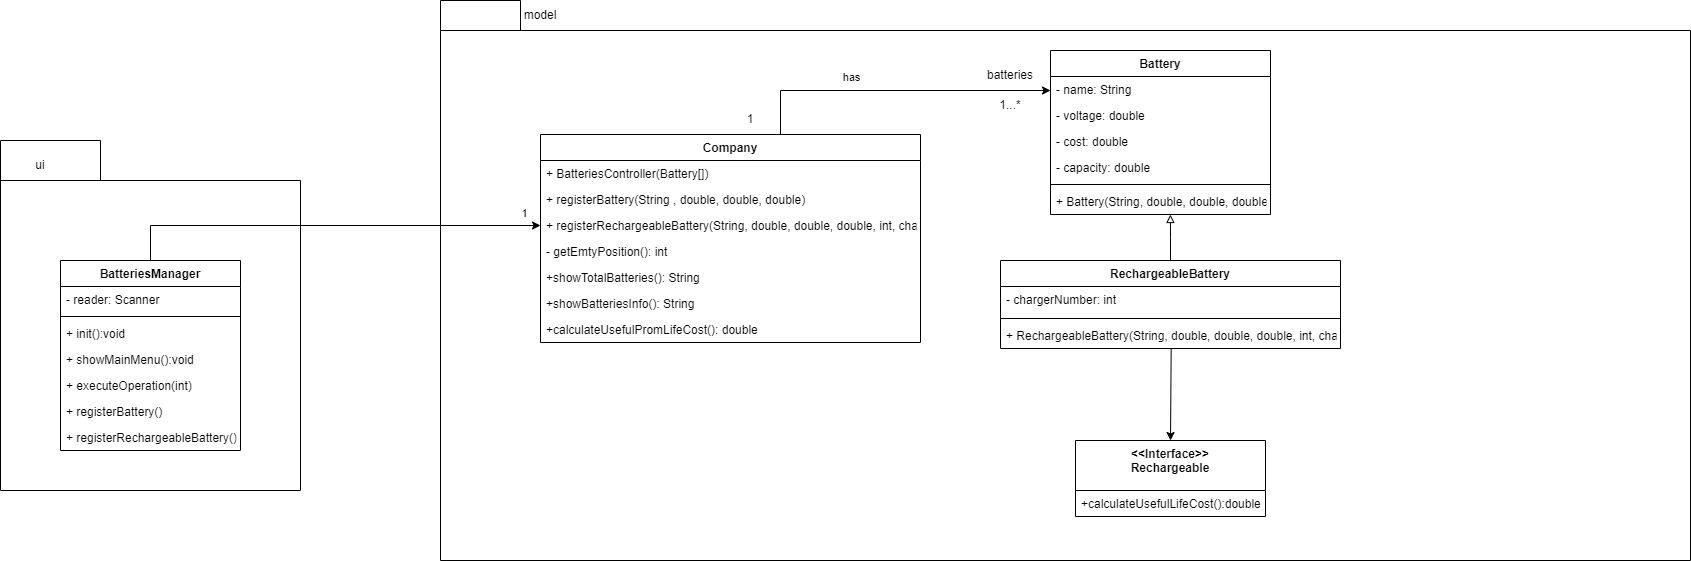 model
ui
BatteriesManager
- reader: Scanner
+ init():void
+ showMainMenu():void
+ executeOperation(int)
+ registerBattery()
+ registerRechargeableBattery()
1
Company
+ BatteriesController(Battery[])
+ registerBattery(String , double, double, double)
+ registerRechargeableBattery(String, double, double, double, int, cha
- getEmtyPosition(): int
+showTotalBatteries(): String
+showBatteriesInfo(): String
+calculateUsefulPromLifeCost(): double
1
has
batteries
1...*
Battery
- name: String
- voltage: double
- cost: double
- capacity: double
+ Battery(String, double, double, double
RechargeableBattery
- chargerNumber: int
+ RechargeableBattery(String, double, double, double, int, cha
<<Interface>>
Rechargeable
+calculateUsefulLifeCost():double